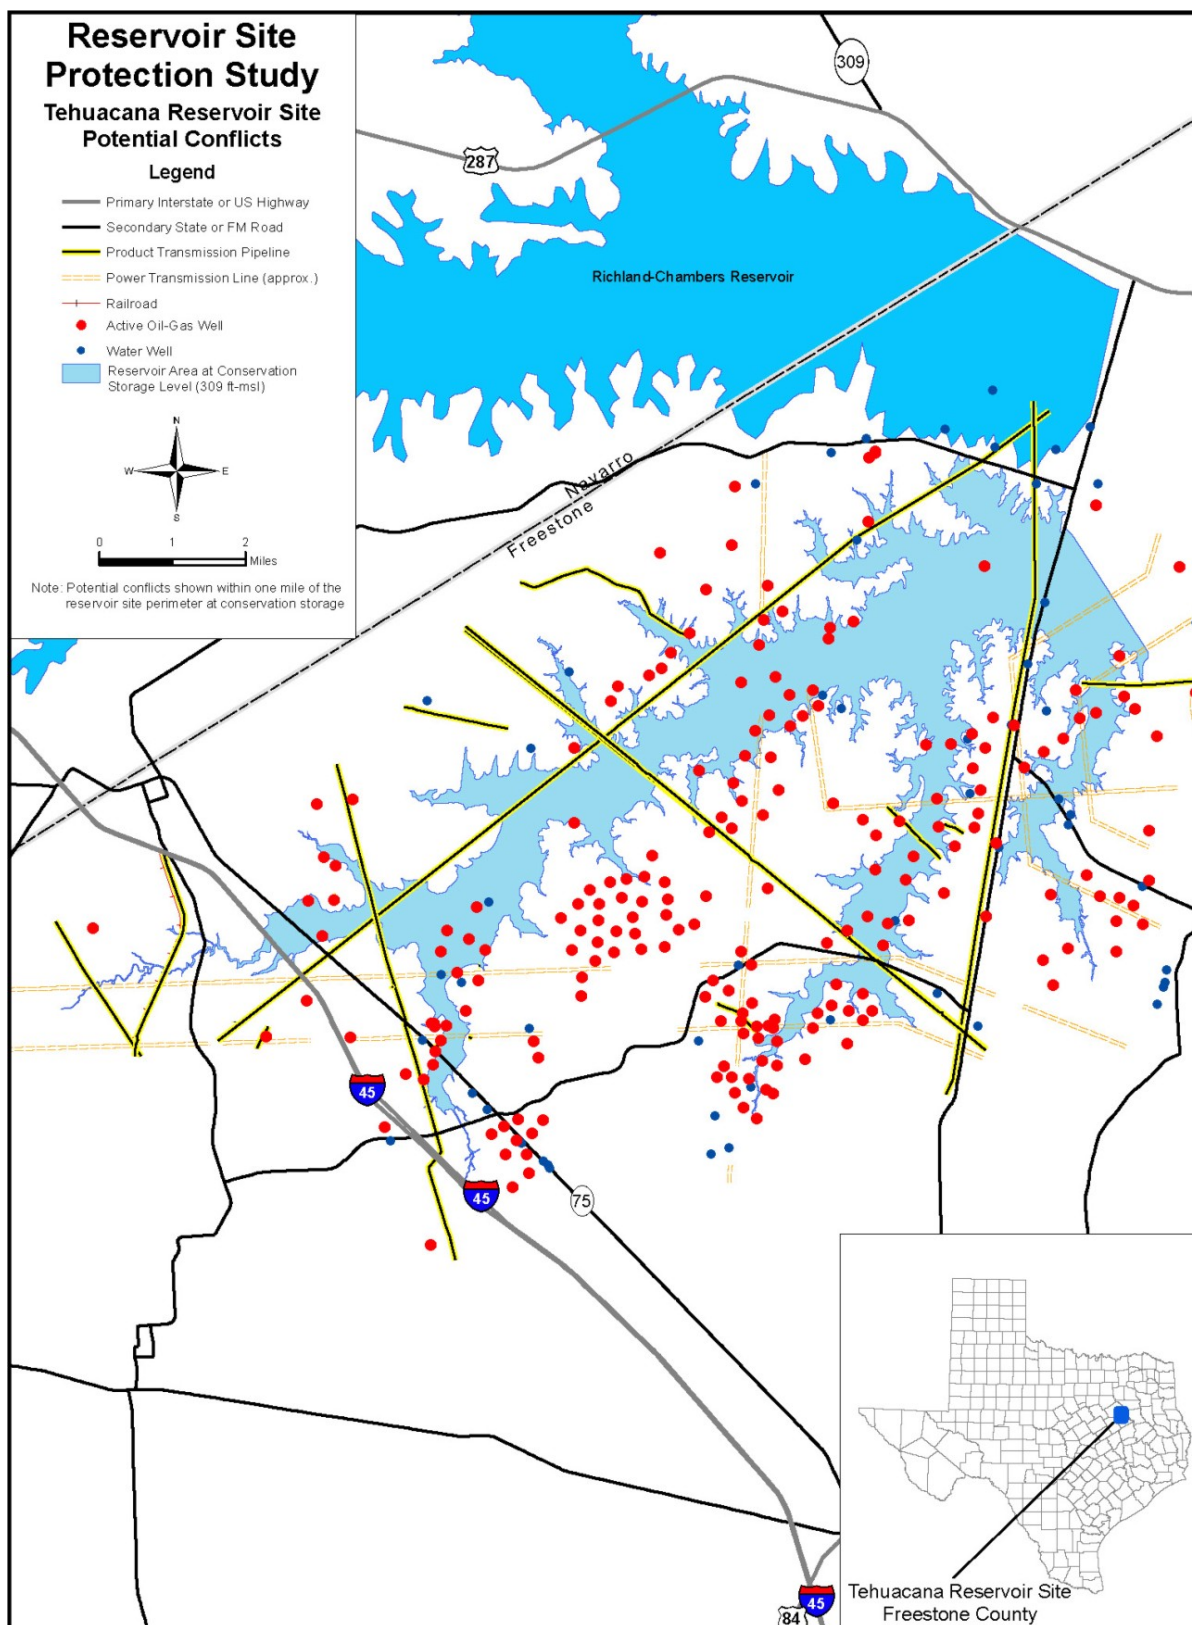 Reservoir Site
Protection Study
Tehuacana Reservoir Site
Potential Conflicts
Legend
Primary Interstate or US Highway
Secondary State or FM Road
Product Transmission Pipeline
Power Transmission Line (approx.)
Railroad
Active Oil-Gas Well
Water Well
Reservoir Area at Conservation
Storage Level (309 ft-msl)
N
W
E
S
0
1
2
Miles
Note: Potential conflicts shown within one mile of the
reservoir site perimeter at conservation storage
309
287
Richland-Chambers Reservoir
Navarro
Freestone
45
45
75
45
84
Tehuacana Reservoir Site
Freestone County